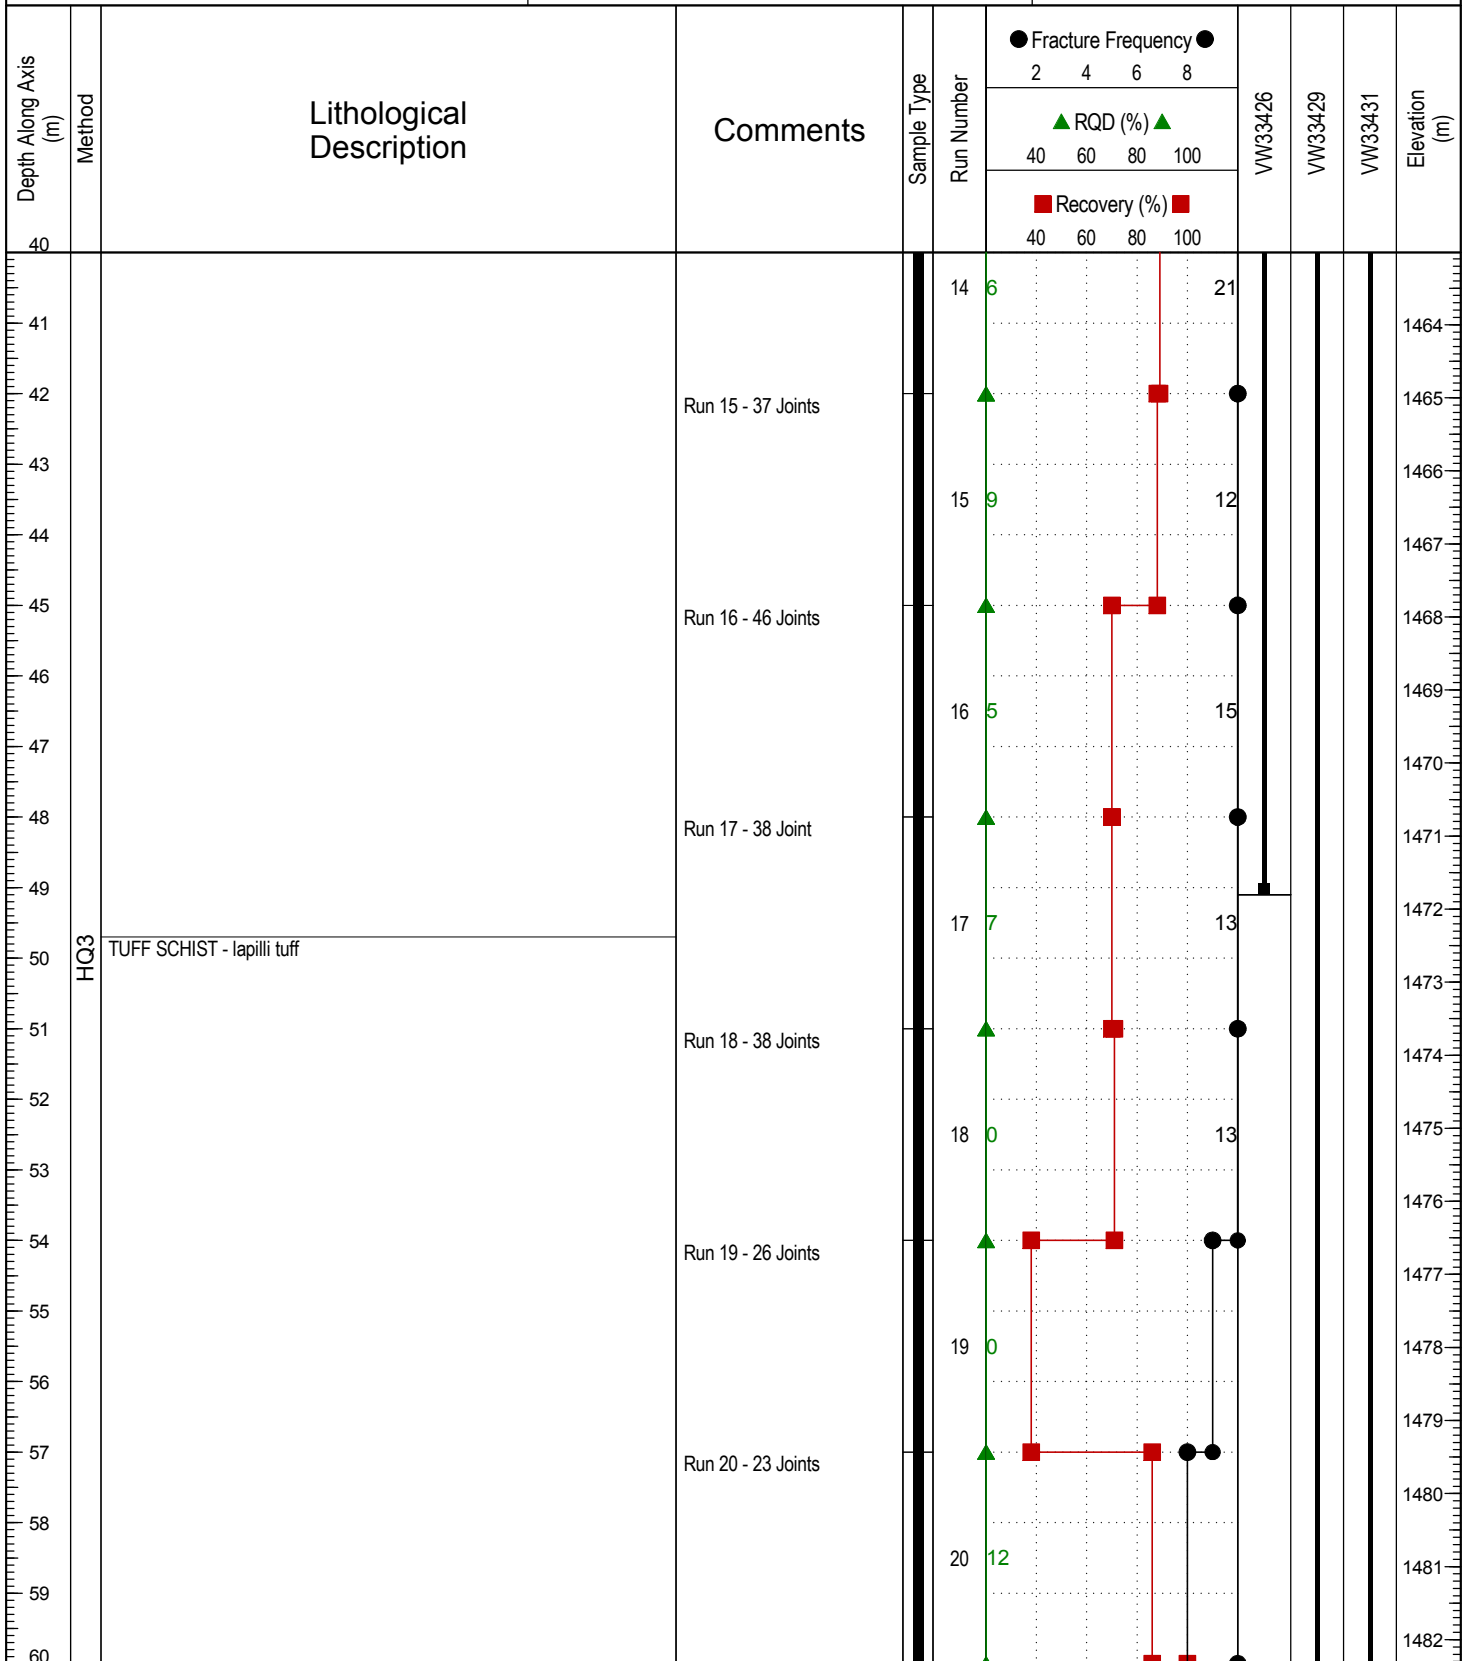 Depth Along Axis
(m)
Method
Lithological
Description
Comments
Sample Type
Run Number
Fracture Frequency
2 4 6 8
RQD (%)
40 60 80 100
Recovery (%)
40 60 80 100
VW33426
VW33429
VW33431
Elevation
(m)
40
14 6 21
41 1464
42 Run 15 - 37 Joints 1465
43 1466
15 9 12
44 1467
45 Run 16 - 46 Joints 1468
46 1469
16 5 15
47 1470
48 Run 17 - 38 Joint 1471
49 1472
17 7 13
HQ3
TUFF SCHIST - lapilli tuff
50 1473
51 Run 18 - 38 Joints 1474
52 1475
18 0 13
53 1476
54 Run 19 - 26 Joints 1477
55 1478
19 0
56 1479
57 Run 20 - 23 Joints 1480
58 1481
20 12
59 1482
60